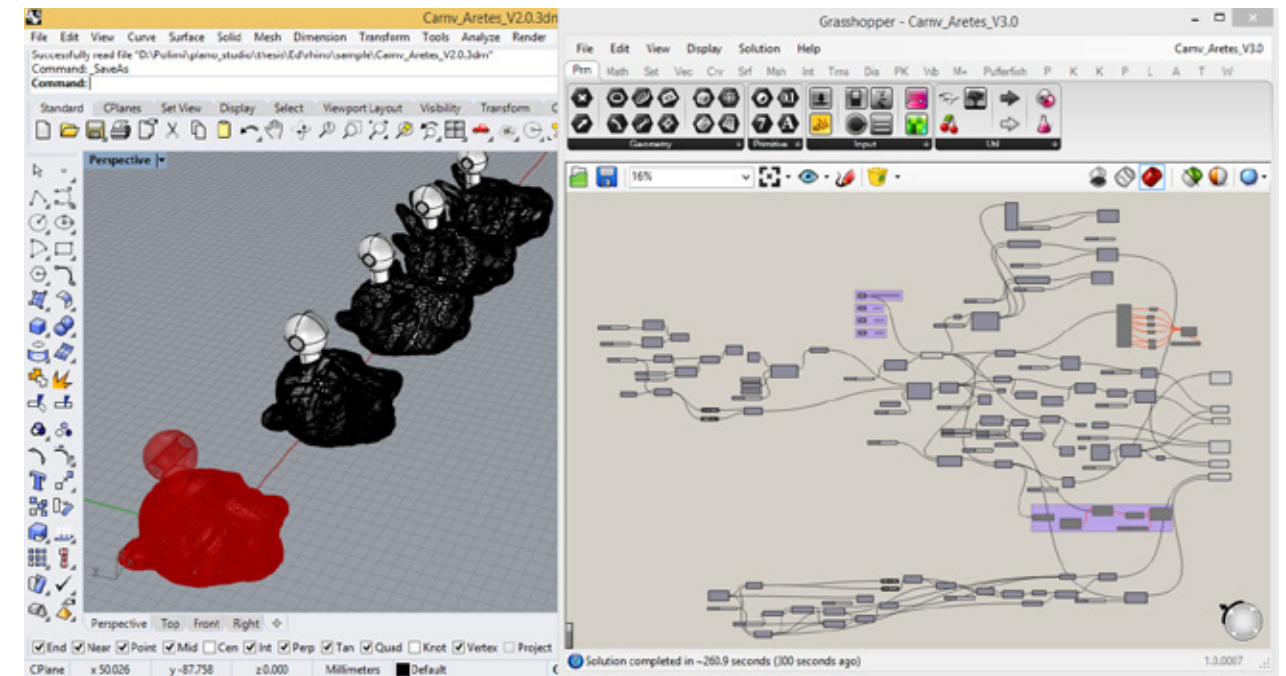 Carnv_Aretes_V2.0.3dn
File Edit View Curve Surface Solid Mesh Dimension Transform Tools Analyze Render
Successfully read file "D:\Polimi\plano_studio\thesis\Ed\rhino\sample\Carnv_Aretes_V2.0.3dm"
Command: _SaveAs
Command:
Standard CPlanes Set View Display Select Viewport Layout Visibility Transform C
Perspective
y
Perspective Top Front Right
End Near Point Mid Cen Int Perp Tan Quad Knot Vertex Project
CPlane x 50.026 y -87.758 z 0.000 Millimeters Default
Grasshopper - Carnv_Aretes_V3.0
File Edit View Display Solution Help Carnv_Aretes_V3.0
Prm Math Set Vec Crv Srf Msh Int Trns Dis PK Wb M+ Pufferfish P K K P L A T W
Geometry Primitive Input Util
16%
Solution completed in ~260.9 seconds (300 seconds ago) 1.0.0007